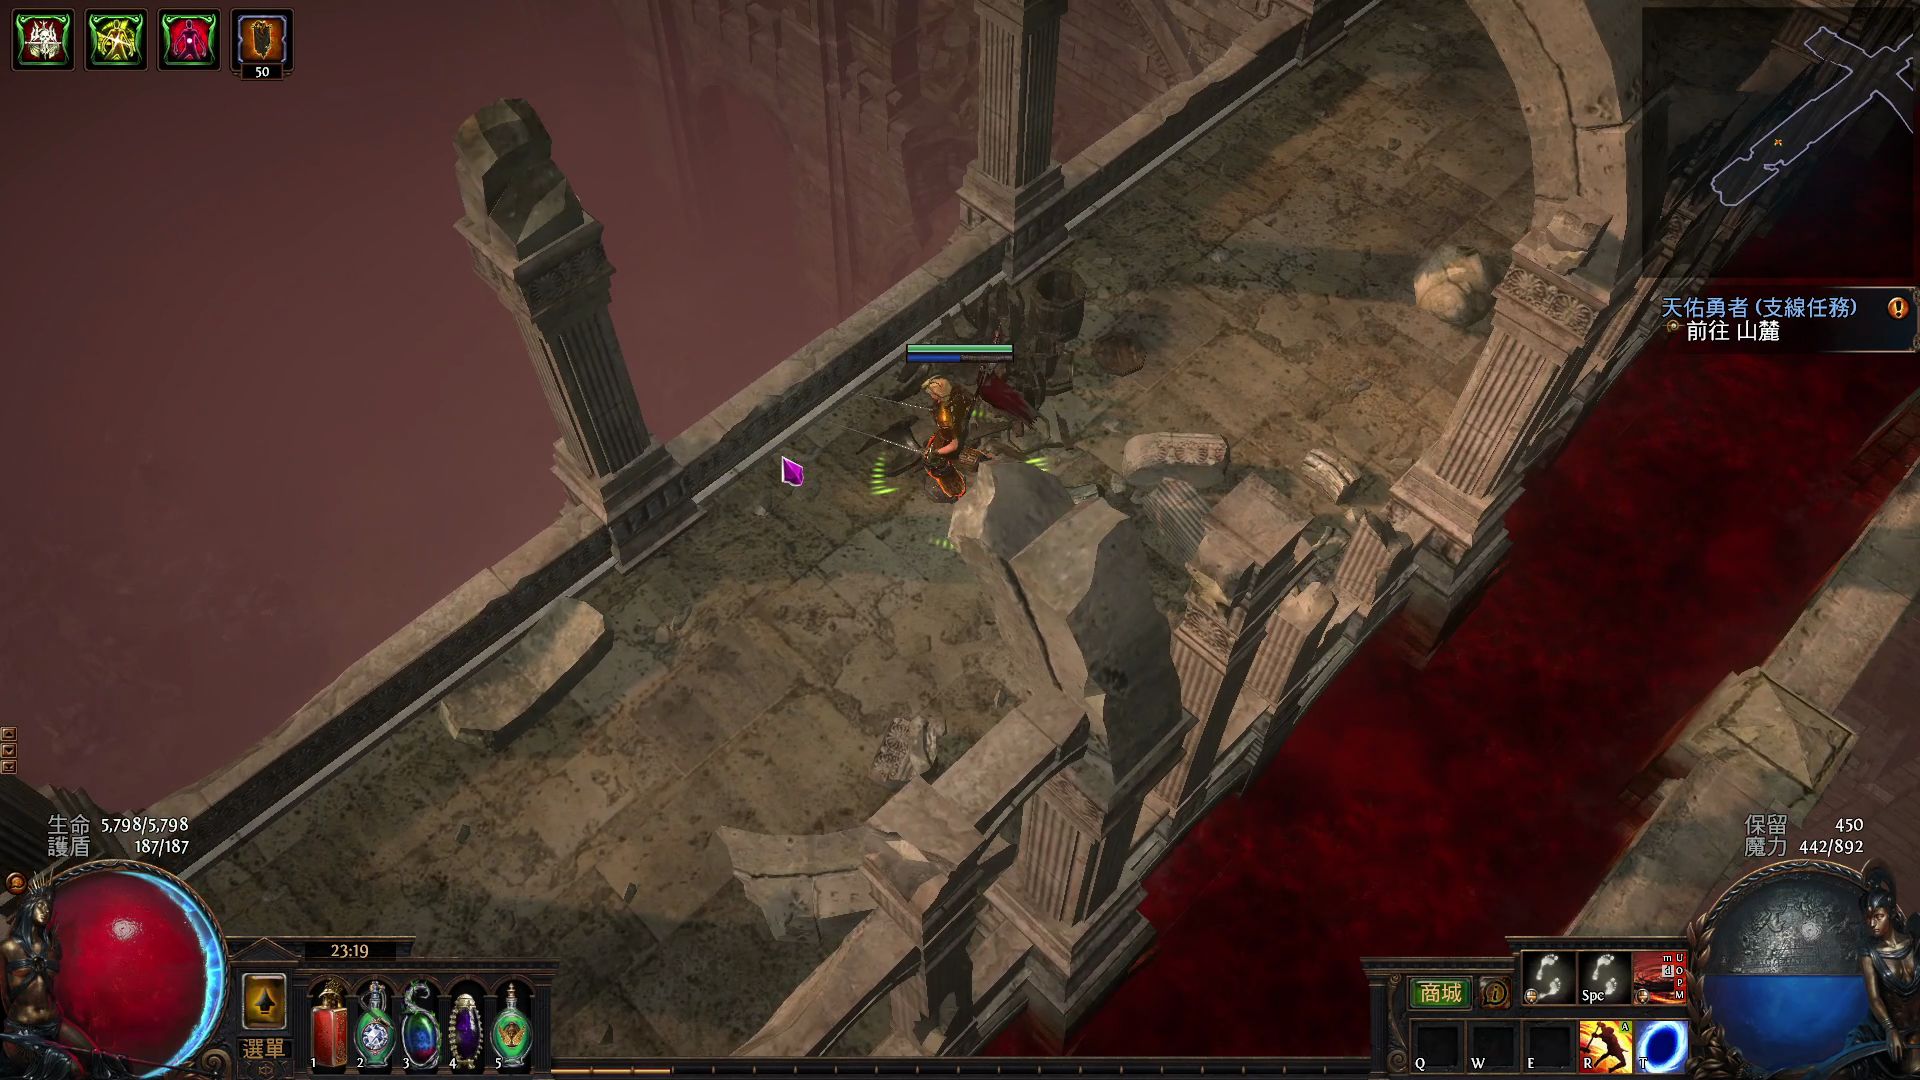 50
天佑勇者 (支線任務)
前往 山麓
生命 5,798/5,798
護盾 187/187
保留 450
魔力 442/892
23:19
選單
1 2 3 4 5
商城
Spc
m U
d O
P
M
Q W E R A T